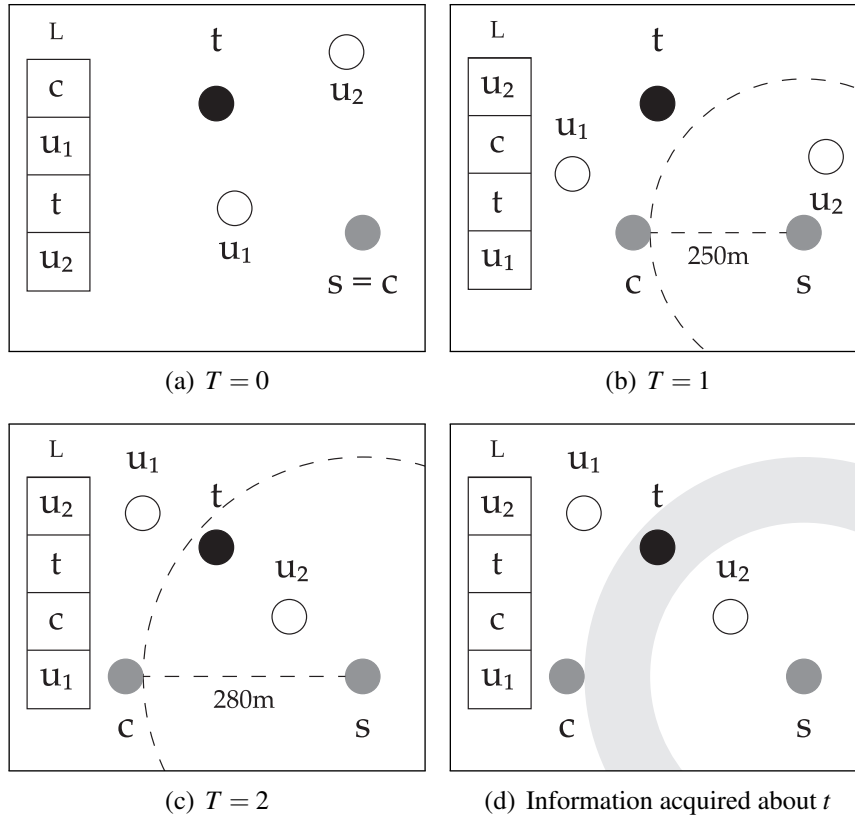 L
c
u₁
t
u₂
t
u₂
u₁
s = c
(a) T = 0
L
u₂
c
t
u₁
t
u₁
u₂
250m
c
s
(b) T = 1
L
u₂
t
c
u₁
u₁
t
u₂
280m
c
s
(c) T = 2
L
u₂
t
c
u₁
u₁
t
u₂
c
s
(d) Information acquired about t